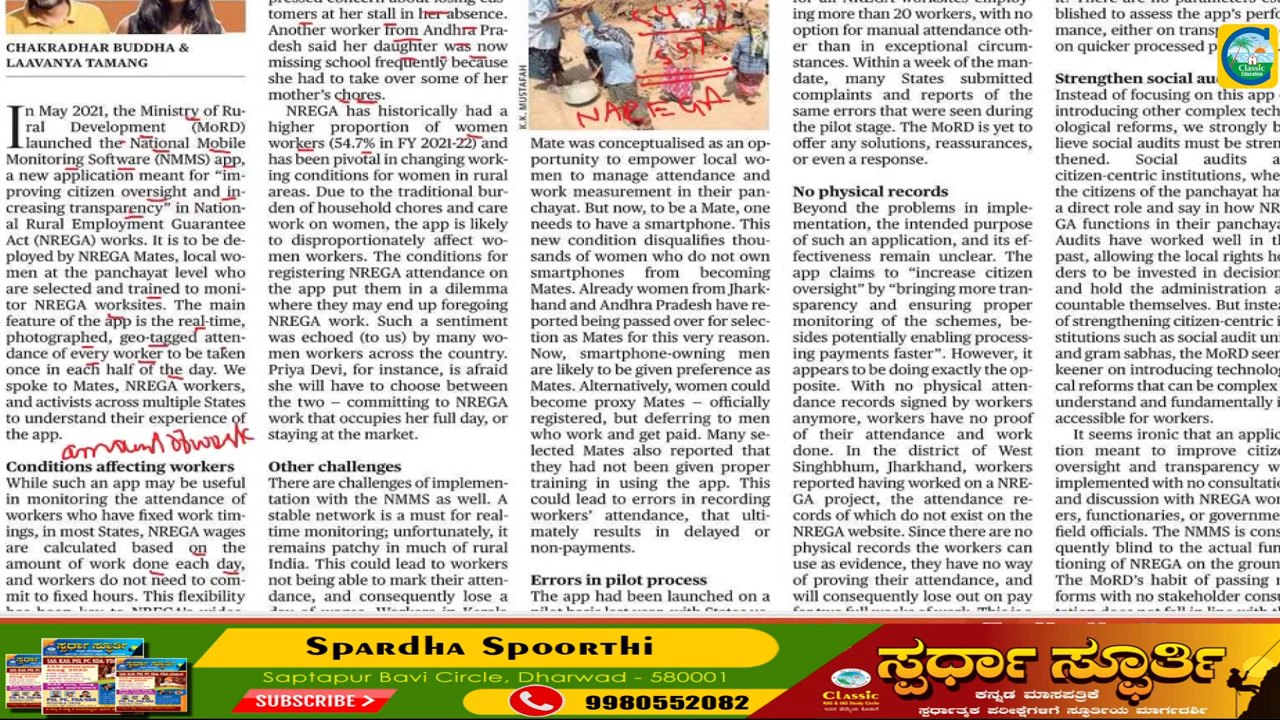 CHAKRADHAR BUDDHA &
LAAVANYA TAMANG
In May 2021, the Ministry of Ru-
ral Development (MoRD)
launched the National Mobile
Monitoring Software (NMMS) app,
a new application meant for “im-
proving citizen oversight and in-
creasing transparency” in Nation-
al Rural Employment Guarantee
Act (NREGA) works. It is to be de-
ployed by NREGA Mates, local wo-
men at the panchayat level who
are selected and trained to moni-
tor NREGA worksites. The main
feature of the app is the real-time,
photographed, geo-tagged atten-
dance of every worker to be taken
once in each half of the day. We
spoke to Mates, NREGA workers,
and activists across multiple States
to understand their experience of
the app.
amount of work
Conditions affecting workers
While such an app may be useful
in monitoring the attendance of
workers who have fixed work tim-
ings, in most States, NREGA wages
are calculated based on the
amount of work done each day,
and workers do not need to com-
mit to fixed hours. This flexibility
tomers at her stall in her absence.
Another worker from Andhra Pra-
desh said her daughter was now
missing school frequently because
she had to take over some of her
mother’s chores.
NREGA has historically had a
higher proportion of women
workers (54.7% in FY 2021-22) and
has been pivotal in changing work-
ing conditions for women in rural
areas. Due to the traditional bur-
den of household chores and care
work on women, the app is likely
to disproportionately affect wo-
men workers. The conditions for
registering NREGA attendance on
the app put them in a dilemma
where they may end up foregoing
NREGA work. Such a sentiment
was echoed (to us) by many wo-
men workers across the country.
Priya Devi, for instance, is afraid
she will have to choose between
the two — committing to NREGA
work that occupies her full day, or
staying at the market.
Other challenges
There are challenges of implemen-
tation with the NMMS as well. A
stable network is a must for real-
time monitoring; unfortunately, it
remains patchy in much of rural
India. This could lead to workers
not being able to mark their atten-
dance, and consequently lose a
K.K. MUSTAFAH
NAREGA
Mate was conceptualised as an op-
portunity to empower local wo-
men to manage attendance and
work measurement in their pan-
chayat. But now, to be a Mate, one
needs to have a smartphone. This
new condition disqualifies thou-
sands of women who do not own
smartphones from becoming
Mates. Already women from Jhark-
hand and Andhra Pradesh have re-
ported being passed over for selec-
tion as Mates for this very reason.
Now, smartphone-owning men
are likely to be given preference as
Mates. Alternatively, women could
become proxy Mates — officially
registered, but deferring to men
who work and get paid. Many se-
lected Mates also reported that
they had not been given proper
training in using the app. This
could lead to errors in recording
workers’ attendance, that ulti-
mately results in delayed or
non-payments.
Errors in pilot process
The app had been launched on a
ing more than 20 workers, with no
option for manual attendance oth-
er than in exceptional circum-
stances. Within a week of the man-
date, many States submitted
complaints and reports of the
same errors that were seen during
the pilot stage. The MoRD is yet to
offer any solutions, reassurances,
or even a response.
No physical records
Beyond the problems in imple-
mentation, the intended purpose
of such an application, and its ef-
fectiveness remain unclear. The
app claims to “increase citizen
oversight” by “bringing more tran-
sparency and ensuring proper
monitoring of the schemes, be-
sides potentially enabling process-
ing payments faster”. However, it
appears to be doing exactly the op-
posite. With no physical atten-
dance records signed by workers
anymore, workers have no proof
of their attendance and work
done. In the district of West
Singhbhum, Jharkhand, workers
reported having worked on a NRE-
GA project, the attendance re-
cords of which do not exist on the
NREGA website. Since there are no
physical records the workers can
use as evidence, they have no way
of proving their attendance, and
will consequently lose out on pay
blished to assess the app’s perfo
mance, either on transp
on quicker processed p
Strengthen social au
Instead of focusing on this app o
introducing other complex tech
ological reforms, we strongly b
lieve social audits must be stren
thened. Social audits a
citizen-centric institutions, whe
the citizens of the panchayat ha
a direct role and say in how NR
GA functions in their panchaya
Audits have worked well in th
past, allowing the local rights ho
ders to be invested in decision
and hold the administration a
countable themselves. But inste
of strengthening citizen-centric i
stitutions such as social audit uni
and gram sabhas, the MoRD seem
keener on introducing technolog
cal reforms that can be complex
understand and fundamentally i
accessible for workers.
It seems ironic that an applic
tion meant to improve citize
oversight and transparency w
implemented with no consultatio
and discussion with NREGA wor
ers, functionaries, or governme
field officials. The NMMS is cons
quently blind to the actual fun
tioning of NREGA on the ground
The MoRD’s habit of passing r
forms with no stakeholder cons
Classic
Education
Spardha Spoorthi
Saptapur Bavi Circle, Dharwad - 580001
SUBSCRIBE
9980552082
Classic
KAS & IAS Study Circle
ಸ್ಪರ್ಧಾ ಸ್ಫೂರ್ತಿ
ಕನ್ನಡ ಮಾಸಪತ್ರಿಕೆ
ಸ್ಪರ್ಧಾತ್ಮಕ ಪರೀಕ್ಷೆಗಳಿಗೆ ಸ್ಫೂರ್ತಿಯ ಮಾರ್ಗದರ್ಶಿ